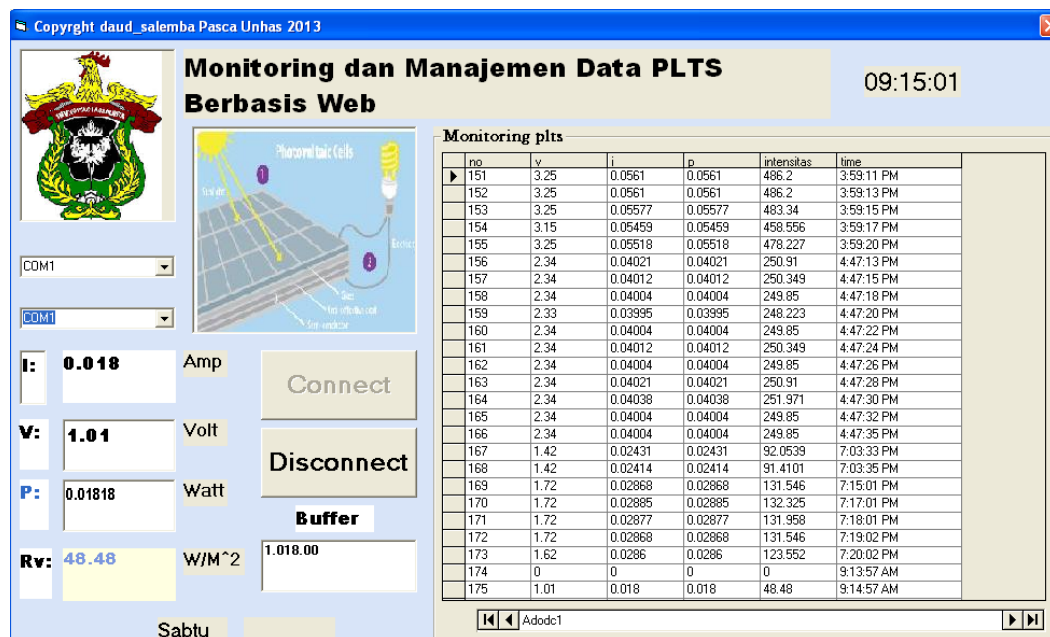 Copyrght daud_salemba Pasca Unhas 2013
Monitoring dan Manajemen Data PLTS
Berbasis Web
09:15:01
Photovoltaic Cells
1
2
COM1
COM1
I: 0.018 Amp
V: 1.01 Volt
P: 0.01818 Watt
Rv: 48.48 W/M^2
Connect
Disconnect
Buffer
1.018.00
Sabtu
Monitoring plts
no v i p intensitas time
151 3.25 0.0561 0.0561 486.2 3:59:11 PM
152 3.25 0.0561 0.0561 486.2 3:59:13 PM
153 3.25 0.05577 0.05577 483.34 3:59:15 PM
154 3.15 0.05459 0.05459 458.556 3:59:17 PM
155 3.25 0.05518 0.05518 478.227 3:59:20 PM
156 2.34 0.04021 0.04021 250.91 4:47:13 PM
157 2.34 0.04012 0.04012 250.349 4:47:15 PM
158 2.34 0.04004 0.04004 249.85 4:47:18 PM
159 2.33 0.03995 0.03995 248.223 4:47:20 PM
160 2.34 0.04004 0.04004 249.85 4:47:22 PM
161 2.34 0.04012 0.04012 250.349 4:47:24 PM
162 2.34 0.04004 0.04004 249.85 4:47:26 PM
163 2.34 0.04021 0.04021 250.91 4:47:28 PM
164 2.34 0.04038 0.04038 251.971 4:47:30 PM
165 2.34 0.04004 0.04004 249.85 4:47:32 PM
166 2.34 0.04004 0.04004 249.85 4:47:35 PM
167 1.42 0.02431 0.02431 92.0539 7:03:33 PM
168 1.42 0.02414 0.02414 91.4101 7:03:35 PM
169 1.72 0.02868 0.02868 131.546 7:15:01 PM
170 1.72 0.02885 0.02885 132.325 7:17:01 PM
171 1.72 0.02877 0.02877 131.958 7:18:01 PM
172 1.72 0.02868 0.02868 131.546 7:19:02 PM
173 1.62 0.0286 0.0286 123.552 7:20:02 PM
174 0 0 0 0 9:13:57 AM
175 1.01 0.018 0.018 48.48 9:14:57 AM
Adodc1